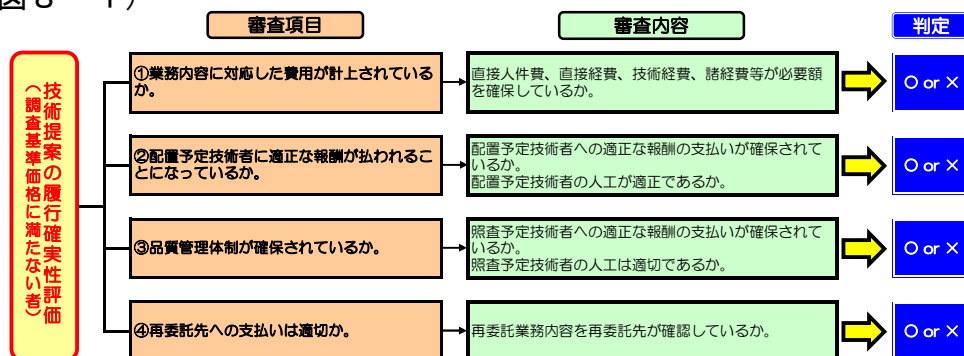 審査項目
審査内容
判定
技術提案の履行確実性評価
（調査基準価格に満たない者）
①業務内容に対応した費用が計上されている
か。
直接人件費、直接経費、技術経費、諸経費等が必要額
を確保しているか。
○ or ×
②配置予定技術者に適正な報酬が払われるこ
とになっているか。
配置予定技術者への適正な報酬の支払いが確保されて
いるか。
配置予定技術者の人工が適正であるか。
○ or ×
③品質管理体制が確保されているか。
照査予定技術者への適正な報酬の支払いが確保されて
いるか。
照査予定技術者の人工は適切であるか。
○ or ×
④再委託先への支払いは適切か。
再委託業務内容を再委託先が確認しているか。
○ or ×